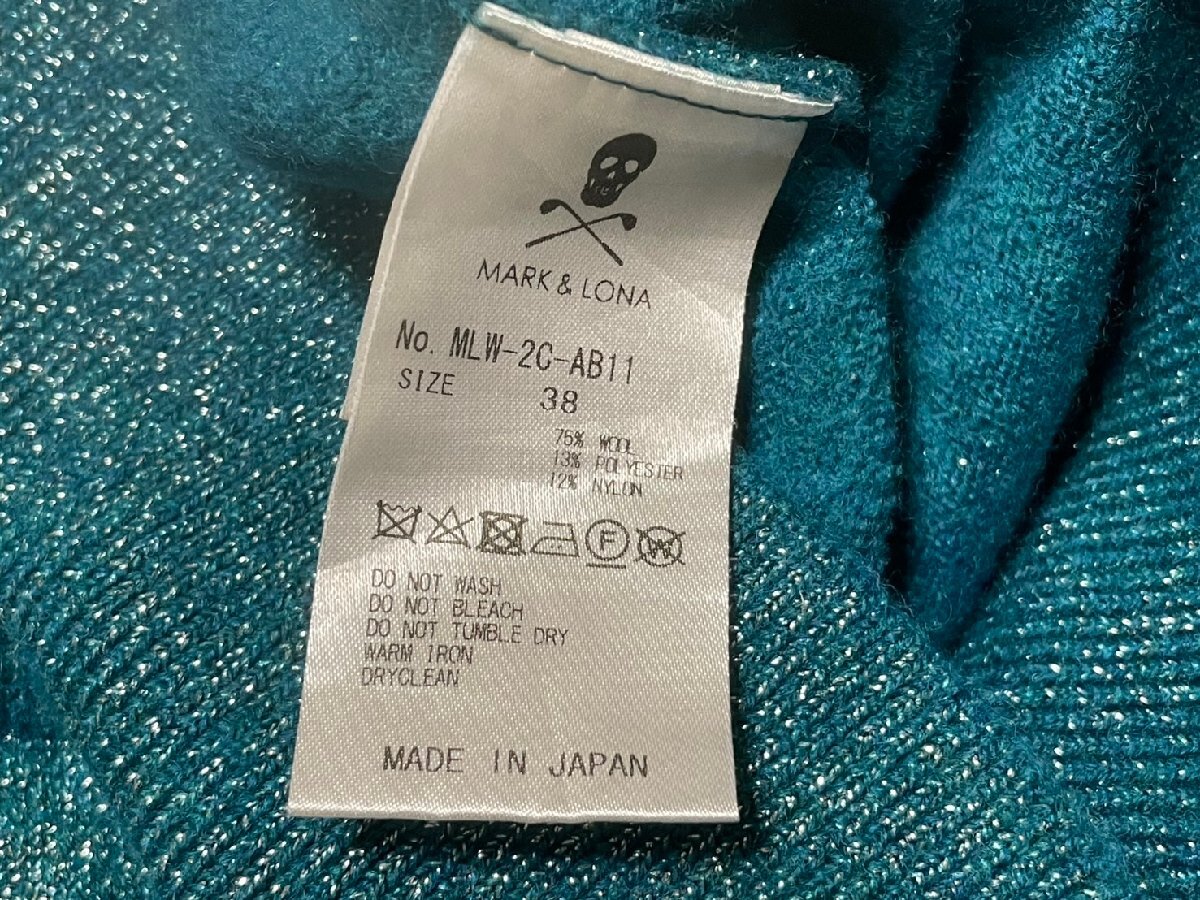 MARK & LONA
No. MLW-2C-AB11
SIZE 38
75% WOOL
13% POLYESTER
12% NYLON
F W
DO NOT WASH
DO NOT BLEACH
DO NOT TUMBLE DRY
WARM IRON
DRYCLEAN
MADE IN JAPAN